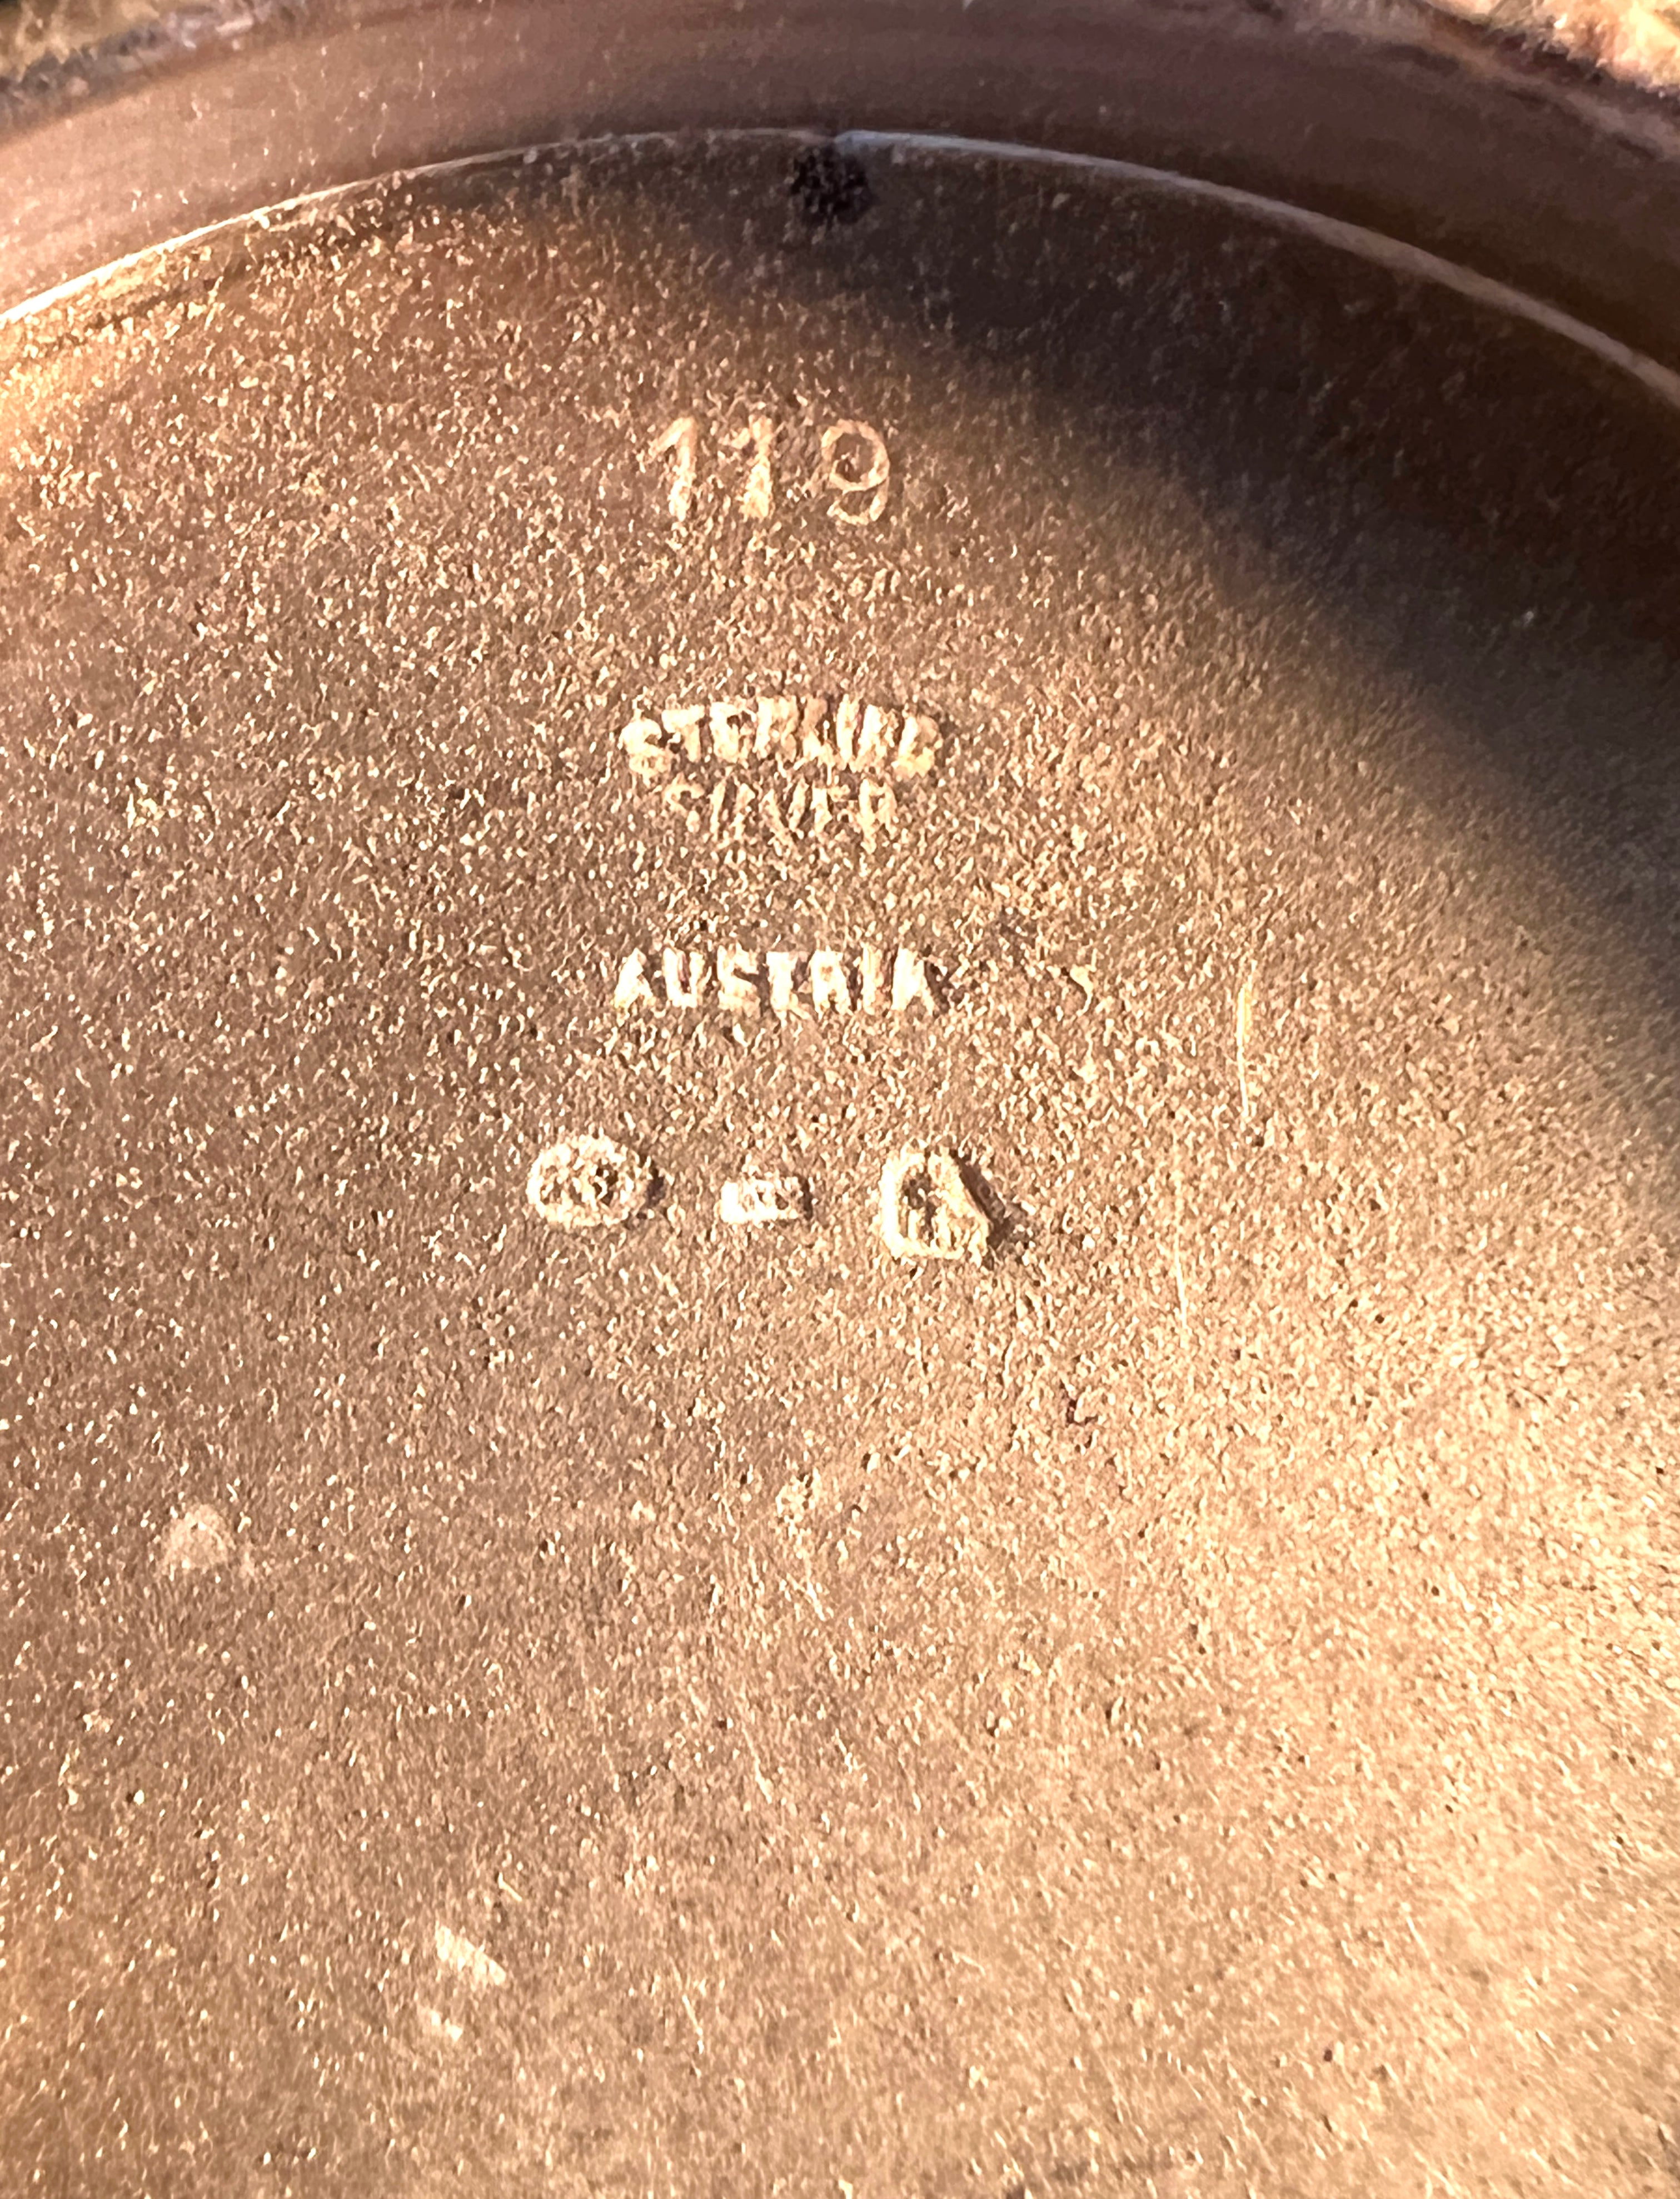 119
STERLING
SILVER
AUSTRIA